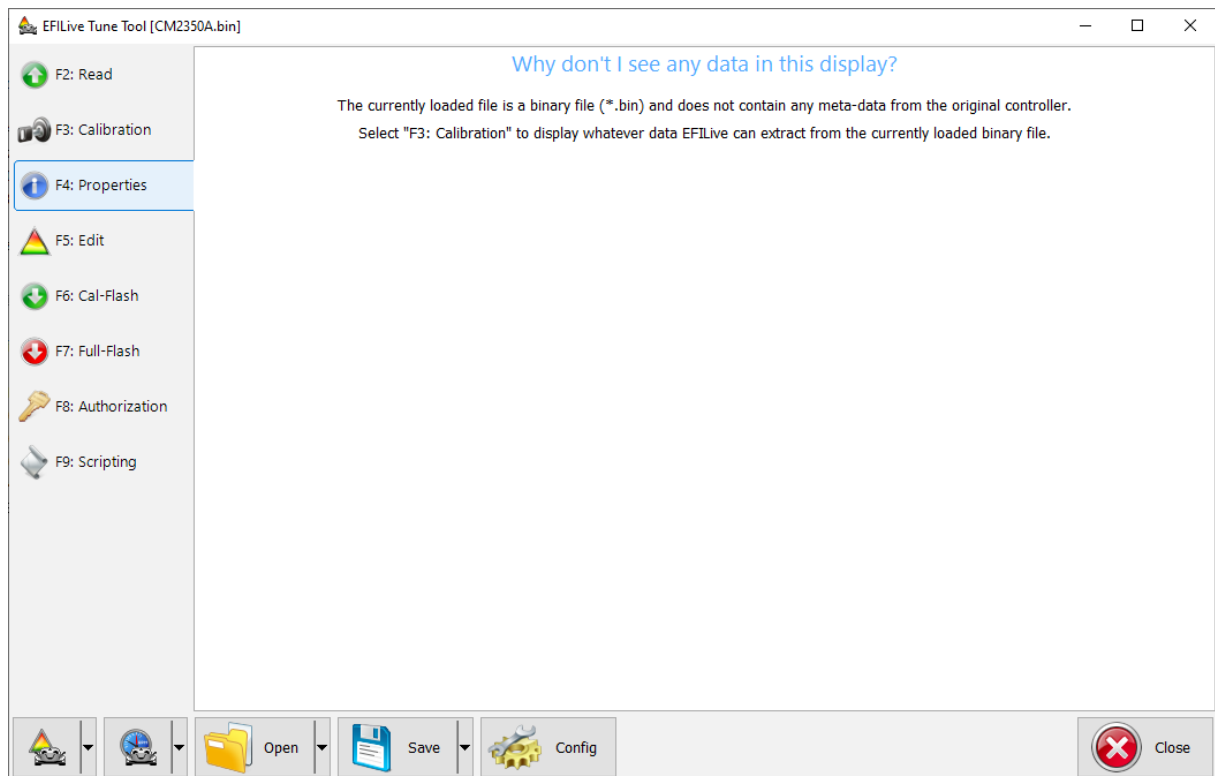 EFILive Tune Tool [CM2350A.bin]
F2: Read
F3: Calibration
F4: Properties
F5: Edit
F6: Cal-Flash
F7: Full-Flash
F8: Authorization
F9: Scripting
Why don't I see any data in this display?
The currently loaded file is a binary file (*.bin) and does not contain any meta-data from the original controller.
Select "F3: Calibration" to display whatever data EFILive can extract from the currently loaded binary file.
Open
Save
Config
Close